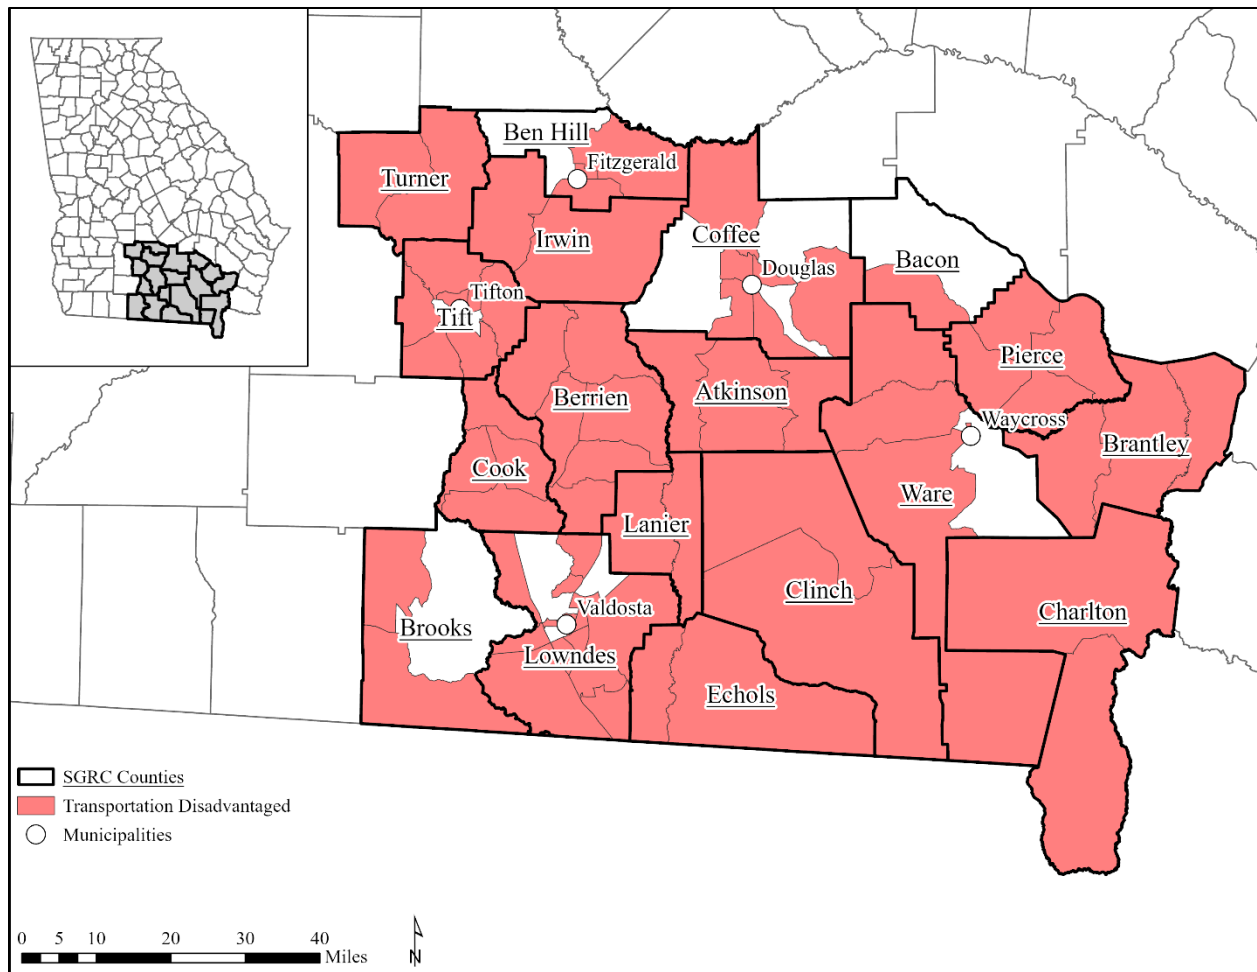 Ben Hill
Fitzgerald
Turner
Irwin
Coffee
Bacon
Douglas
Tifton
Tift
Pierce
Berrien
Atkinson
Waycross
Brantley
Cook
Ware
Lanier
Clinch
Valdosta
Charlton
Brooks
Lowndes
Echols
SGRC Counties
Transportation Disadvantaged
Municipalities
0 5 10 20 30 40
Miles
N